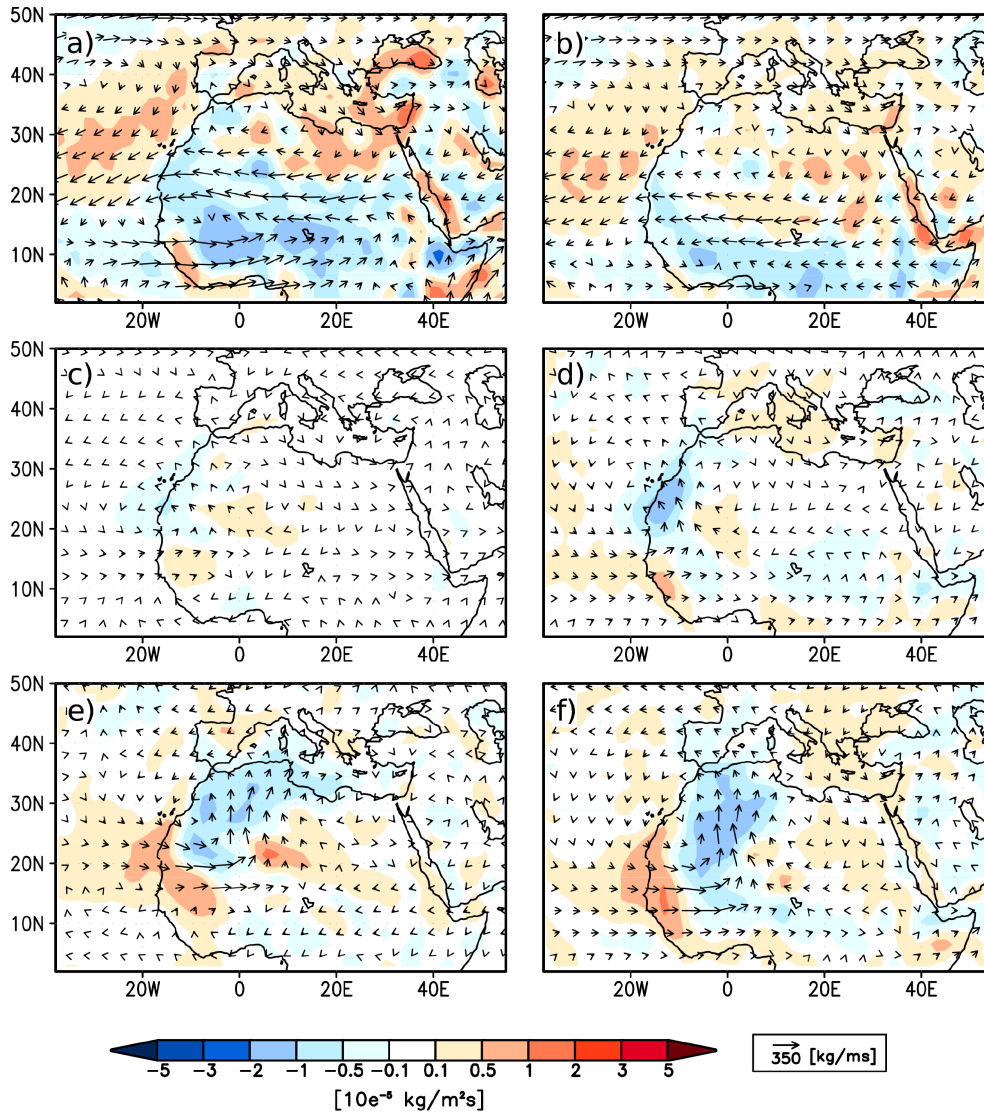 a) b)
50N
40N
30N
20N
10N
20W 0 20E 40E 20W 0 20E 40E
c) d)
50N
40N
30N
20N
10N
20W 0 20E 40E 20W 0 20E 40E
e) f)
50N
40N
30N
20N
10N
20W 0 20E 40E 20W 0 20E 40E
-5 -3 -2 -1 -0.5 -0.1 0.1 0.5 1 2 3 5
[10e⁻⁵ kg/m²s]
350 [kg/ms]